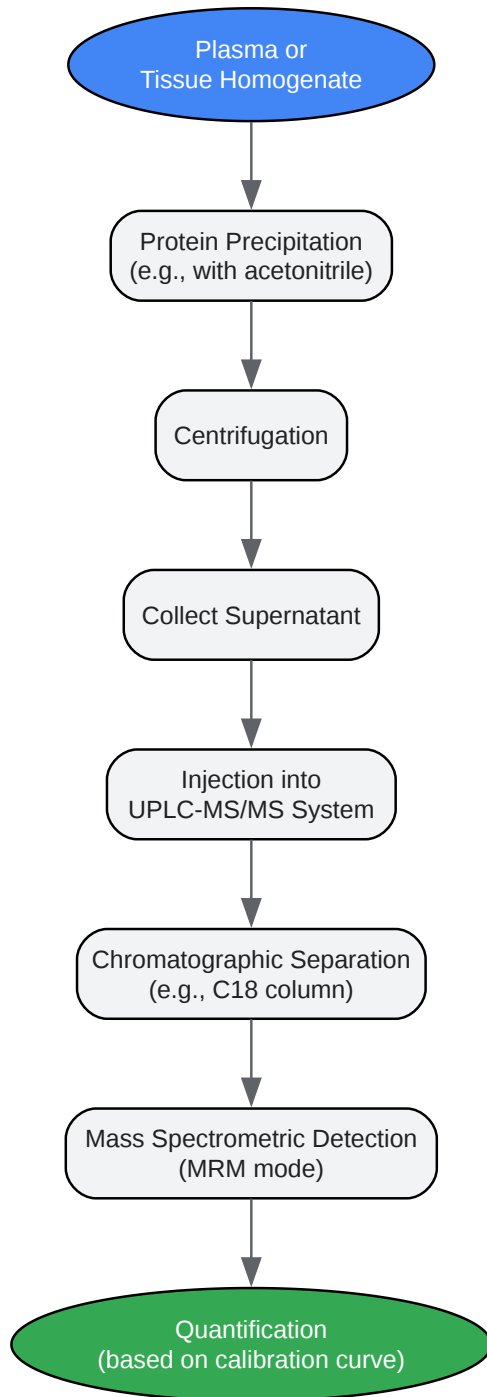 Plasma or
Tissue Homogenate
Protein Precipitation
(e.g., with acetonitrile)
Centrifugation
Collect Supernatant
Injection into
UPLC-MS/MS System
Chromatographic Separation
(e.g., C18 column)
Mass Spectrometric Detection
(MRM mode)
Quantification
(based on calibration curve)